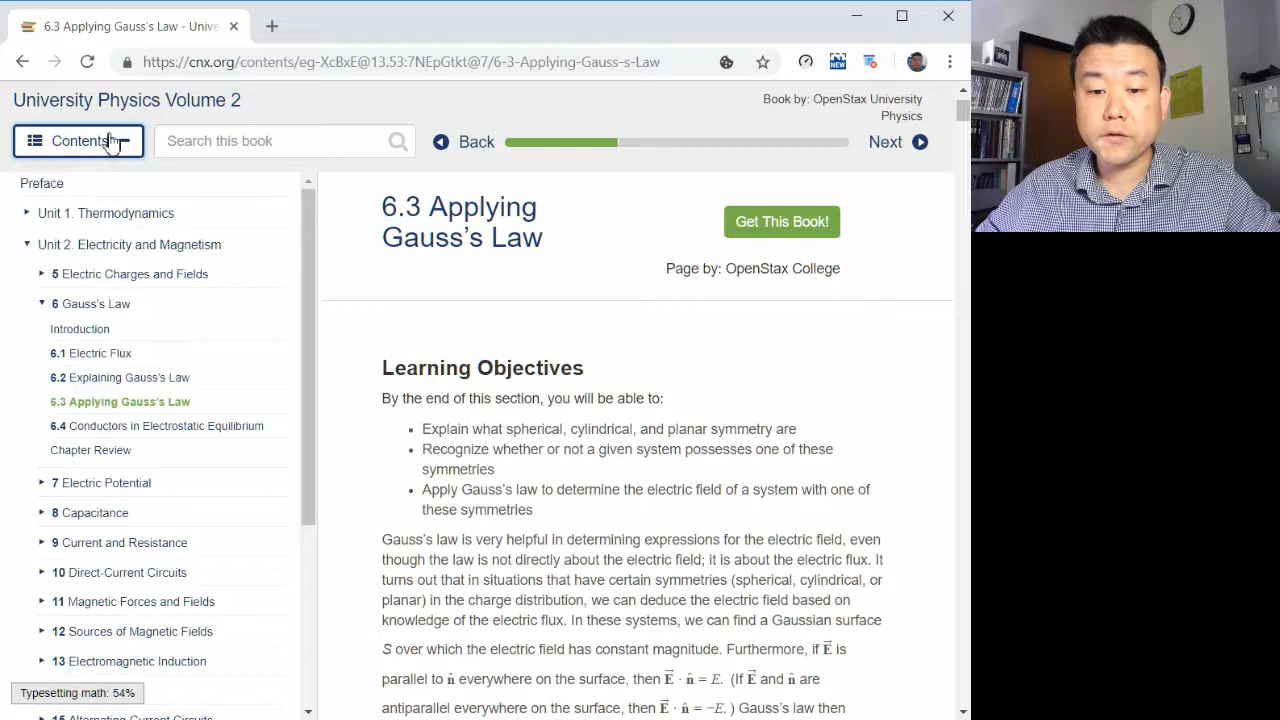 6.3 Applying Gauss's Law - Unive
https://cnx.org/contents/eg-XcBxE@13.53:7NEpGtkt@7/6-3-Applying-Gauss-s-Law
NEW
University Physics Volume 2
Book by: OpenStax University
Physics
Contents
Search this book
Back
Next
Preface
Unit 1. Thermodynamics
Unit 2. Electricity and Magnetism
5 Electric Charges and Fields
6 Gauss's Law
Introduction
6.1 Electric Flux
6.2 Explaining Gauss's Law
6.3 Applying Gauss's Law
6.4 Conductors in Electrostatic Equilibrium
Chapter Review
7 Electric Potential
8 Capacitance
9 Current and Resistance
10 Direct-Current Circuits
11 Magnetic Forces and Fields
12 Sources of Magnetic Fields
13 Electromagnetic Induction
Typesetting math: 54%
15 Alternating-Current Circuits
6.3 Applying
Gauss's Law
Get This Book!
Page by: OpenStax College
Learning Objectives
By the end of this section, you will be able to:
• Explain what spherical, cylindrical, and planar symmetry are
• Recognize whether or not a given system possesses one of these
symmetries
• Apply Gauss's law to determine the electric field of a system with one of
these symmetries
Gauss's law is very helpful in determining expressions for the electric field, even
though the law is not directly about the electric field; it is about the electric flux. It
turns out that in situations that have certain symmetries (spherical, cylindrical, or
planar) in the charge distribution, we can deduce the electric field based on
knowledge of the electric flux. In these systems, we can find a Gaussian surface
S over which the electric field has constant magnitude. Furthermore, if E⃗ is
parallel to n̂ everywhere on the surface, then E⃗ · n̂ = E. (If E⃗ and n̂ are
antiparallel everywhere on the surface, then E⃗ · n̂ = −E. ) Gauss's law then